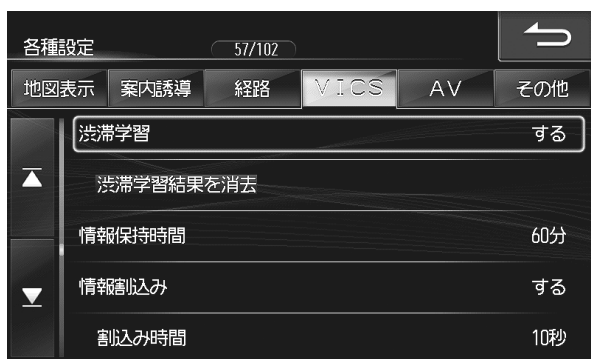 各種設定 57/102
地図表示 案内誘導 経路 VICS AV その他
渋滞学習 する
渋滞学習結果を消去
情報保持時間 60分
情報割込み する
割込み時間 10秒